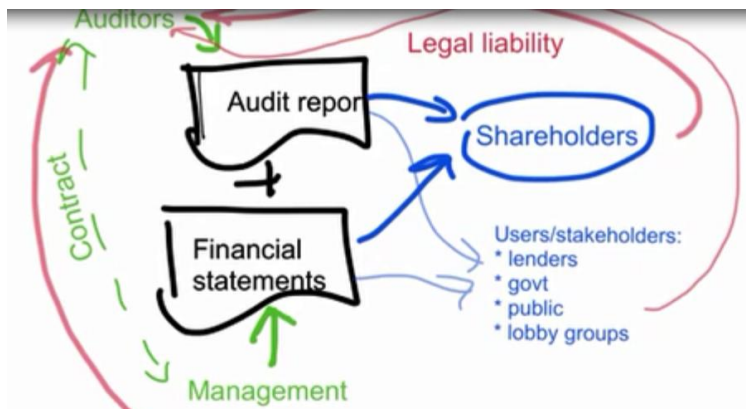 Auditors
Legal liability
Audit repor
Shareholders
Contract
Financial
statements
Users/stakeholders:
* lenders
* govt
* public
* lobby groups
Management